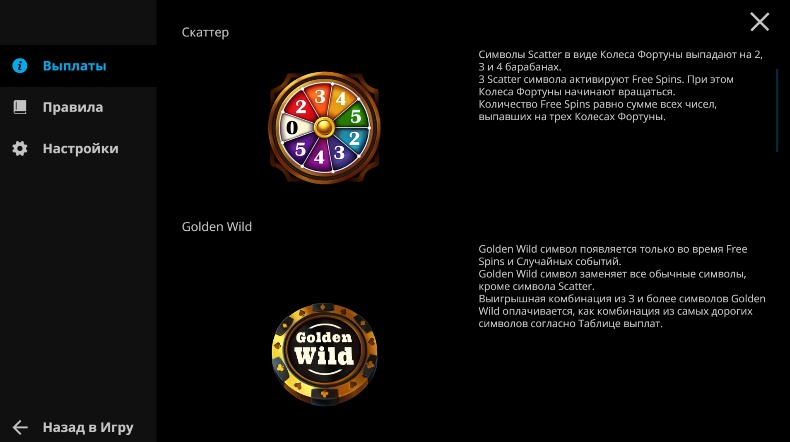 Скаттер
Выплаты
Правила
Настройки
Назад в Игру
Символы Scatter в виде Колеса Фортуны выпадают на 2,
3 и 4 барабанах.
3 Scatter символа активируют Free Spins. При этом
Колеса Фортуны начинают вращаться.
Количество Free Spins равно сумме всех чисел,
выпавших на трех Колесах Фортуны.
3
4
5
2
3
4
5
0
2
Golden Wild
Golden Wild символ появляется только во время Free
Spins и Случайных событий.
Golden Wild символ заменяет все обычные символы,
кроме символа Scatter.
Выигрышная комбинация из 3 и более символов Golden
Wild оплачивается, как комбинация из самых дорогих
символов согласно Таблице выплат.
Golden
Wild